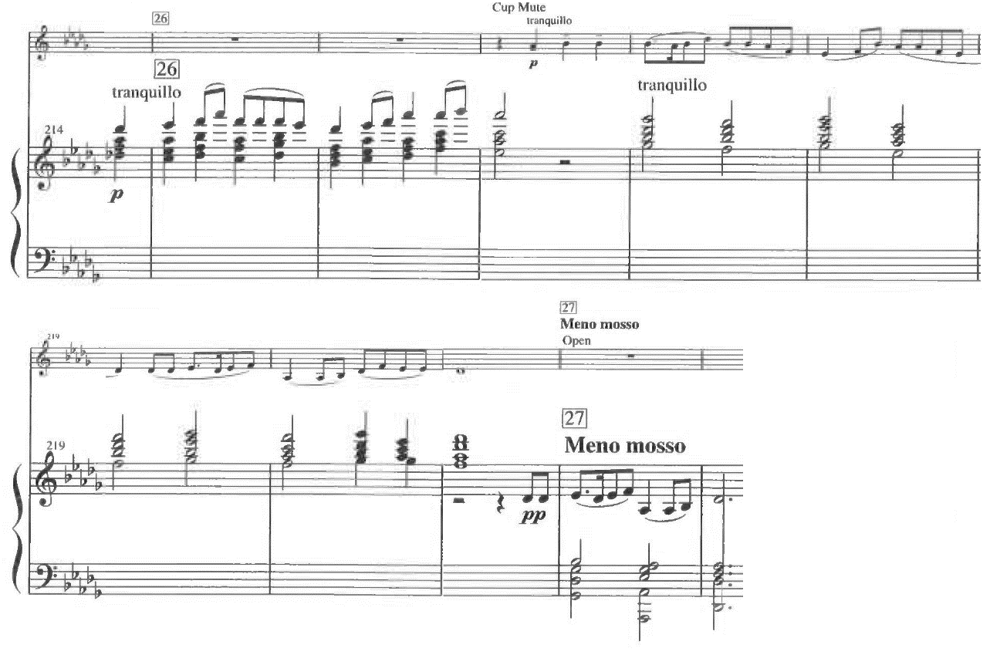 Cup Mute
26
tranquillo
p
26
tranquillo
tranquillo
214
p
27
Meno mosso
Open
219
27
Meno mosso
219
pp